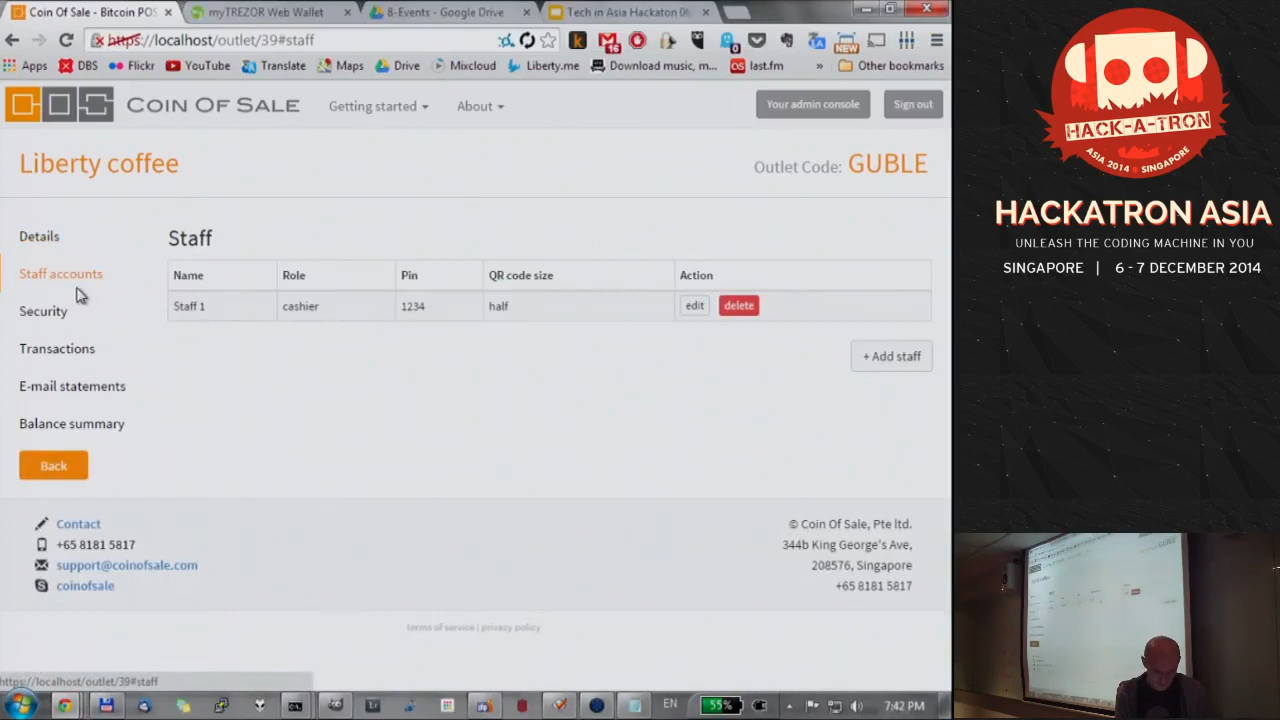 Coin Of Sale - Bitcoin POS
myTREZOR Web Wallet
8-Events - Google Drive
Tech in Asia Hackaton 06
https://localhost/outlet/39#staff
16
0
NEW
Apps
DBS
Flickr
YouTube
Translate
Maps
Drive
Mixcloud
Liberty.me
Download music, m...
last.fm
»
Other bookmarks
COIN OF SALE
Getting started
About
Your admin console
Sign out
Liberty coffee
Outlet Code: GUBLE
Details
Staff accounts
Security
Transactions
E-mail statements
Balance summary
Back
Staff
Name Role Pin QR code size Action
Staff 1 cashier 1234 half edit delete
+ Add staff
Contact
+65 8181 5817
support@coinofsale.com
coinofsale
© Coin Of Sale, Pte ltd.
344b King George's Ave,
208576, Singapore
+65 8181 5817
terms of service | privacy policy
https://localhost/outlet/39#staff
EN
55%
7:42 PM
HACK-A-TRON
ASIA 2014 SINGAPORE
HACKATRON ASIA
UNLEASH THE CODING MACHINE IN YOU
SINGAPORE | 6 - 7 DECEMBER 2014